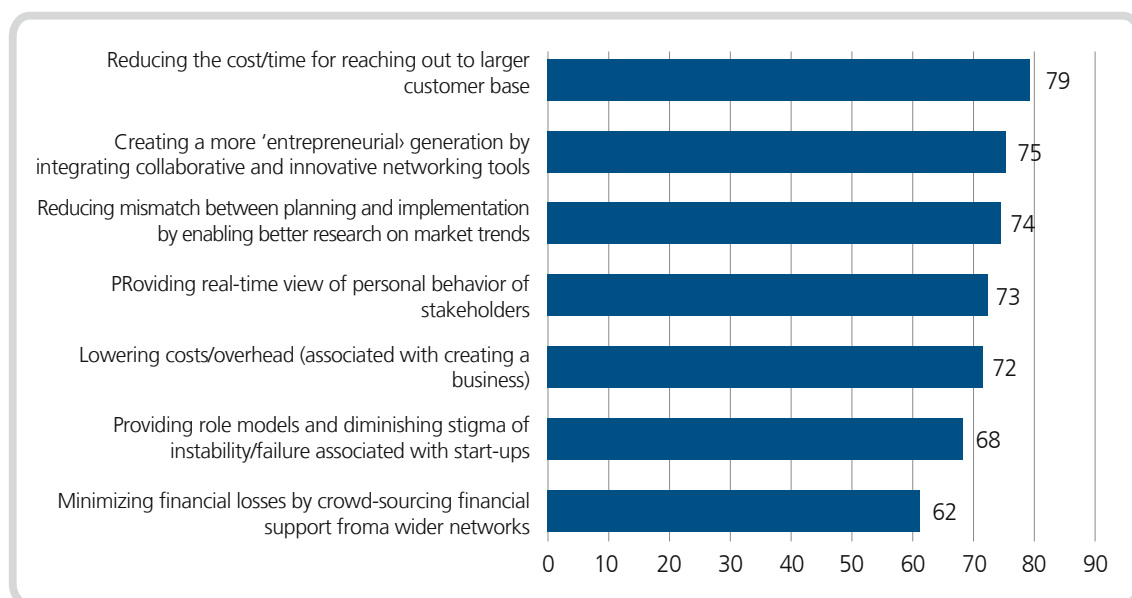 Reducing the cost/time for reaching out to larger
customer base
79
Creating a more ‘entrepreneurial› generation by
integrating collaborative and innovative networking tools
75
Reducing mismatch between planning and implementation
by enabling better research on market trends
74
PRoviding real-time view of personal behavior of
stakeholders
73
Lowering costs/overhead (associated with creating a
business)
72
Providing role models and diminishing stigma of
instability/failure associated with start-ups
68
Minimizing financial losses by crowd-sourcing financial
support froma wider networks
62
0 10 20 30 40 50 60 70 80 90